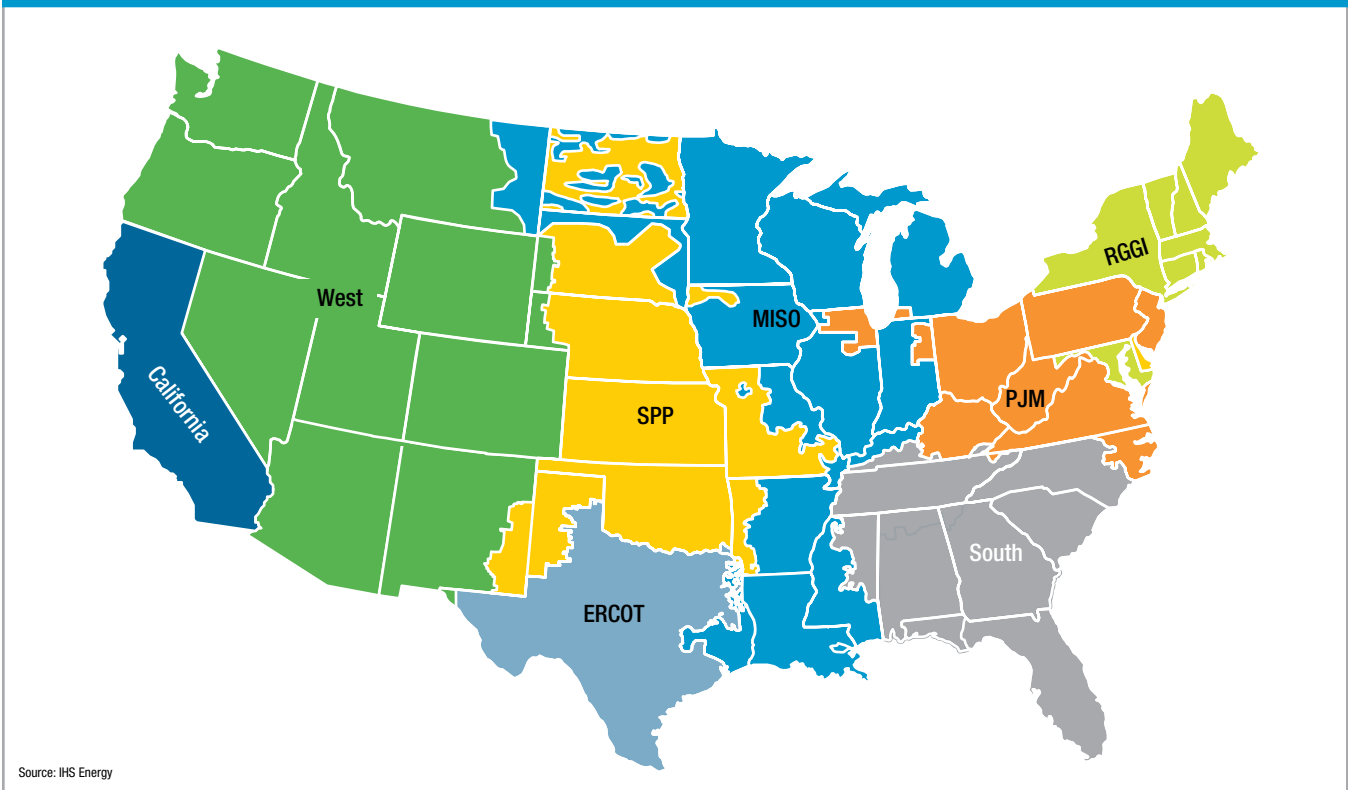 RGGI
West
MISO
California
PJM
SPP
South
ERCOT
Source: IHS Energy